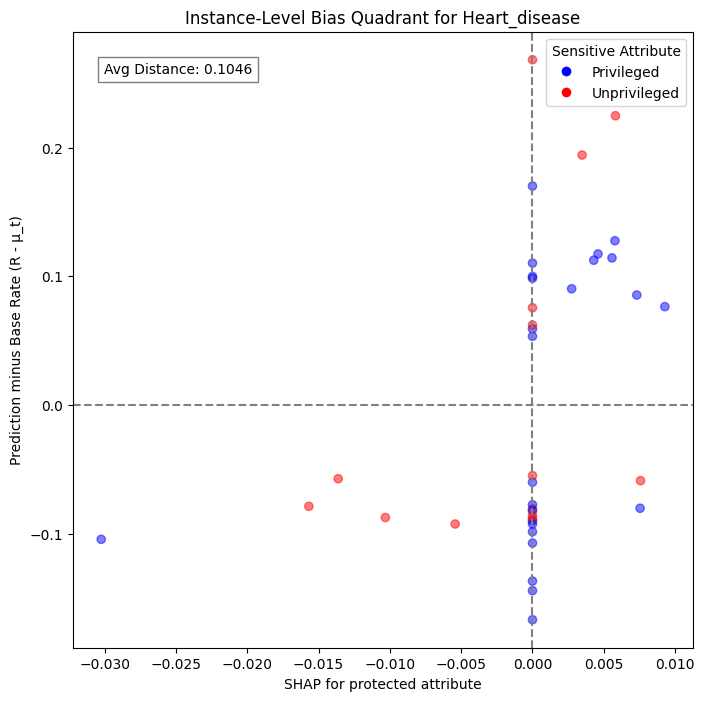 Instance-Level Bias Quadrant for Heart_disease
Avg Distance: 0.1046
Sensitive Attribute
Privileged
Unprivileged
Prediction minus Base Rate (R - μ_t)
0.2
0.1
0.0
−0.1
−0.030 −0.025 −0.020 −0.015 −0.010 −0.005 0.000 0.005 0.010
SHAP for protected attribute